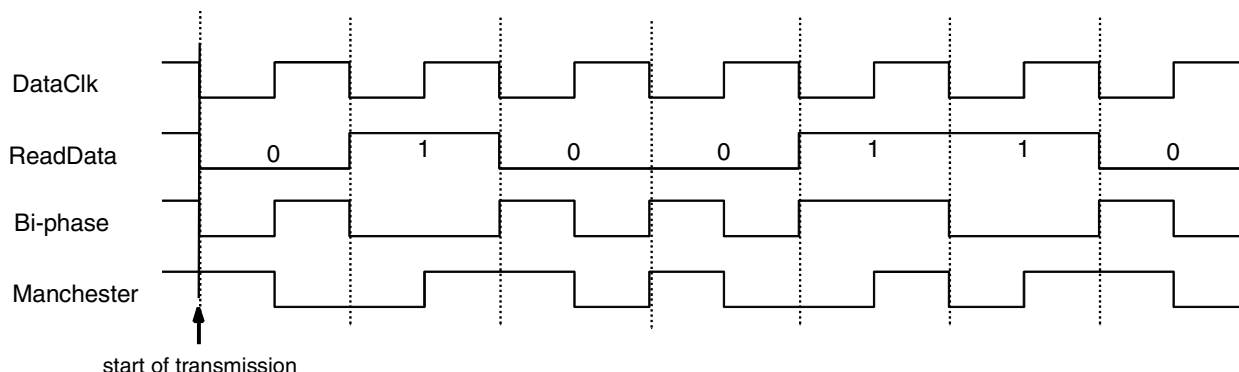 DataClk
ReadData
0 1 0 0 1 1 0
Bi-phase
Manchester
start of transmission